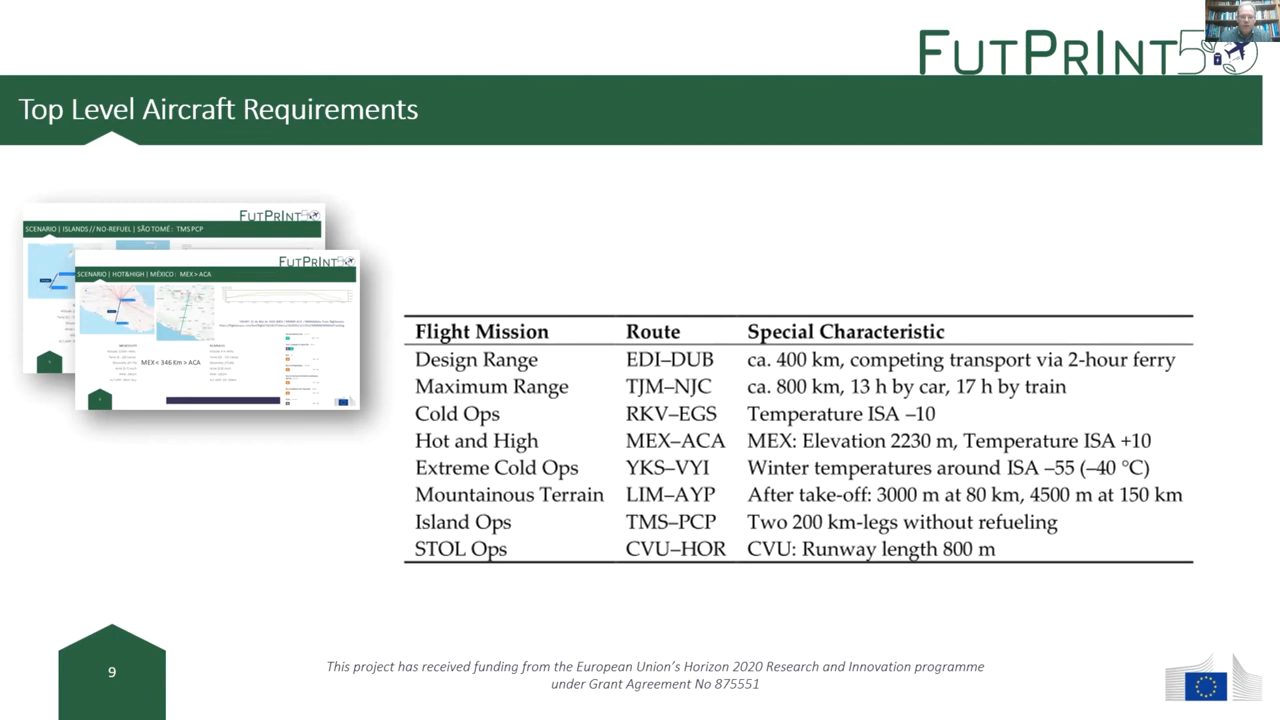 FUTPRINT50
Top Level Aircraft Requirements
FUTPRINT50
SCENARIO | ISLANDS // NO-REFUEL | SÃO TOMÉ : TMS PCP
FUTPRINT50
SCENARIO | HOT&HIGH | MÉXICO : MEX > ACA
MEX < 346 Km > ACA
Flight Mission Route Special Characteristic
Design Range EDI–DUB ca. 400 km, competing transport via 2-hour ferry
Maximum Range TJM–NJC ca. 800 km, 13 h by car, 17 h by train
Cold Ops RKV–EGS Temperature ISA –10
Hot and High MEX–ACA MEX: Elevation 2230 m, Temperature ISA +10
Extreme Cold Ops YKS–VYI Winter temperatures around ISA –55 (–40 °C)
Mountainous Terrain LIM–AYP After take-off: 3000 m at 80 km, 4500 m at 150 km
Island Ops TMS–PCP Two 200 km-legs without refueling
STOL Ops CVU–HOR CVU: Runway length 800 m
9
This project has received funding from the European Union's Horizon 2020 Research and Innovation programme
under Grant Agreement No 875551